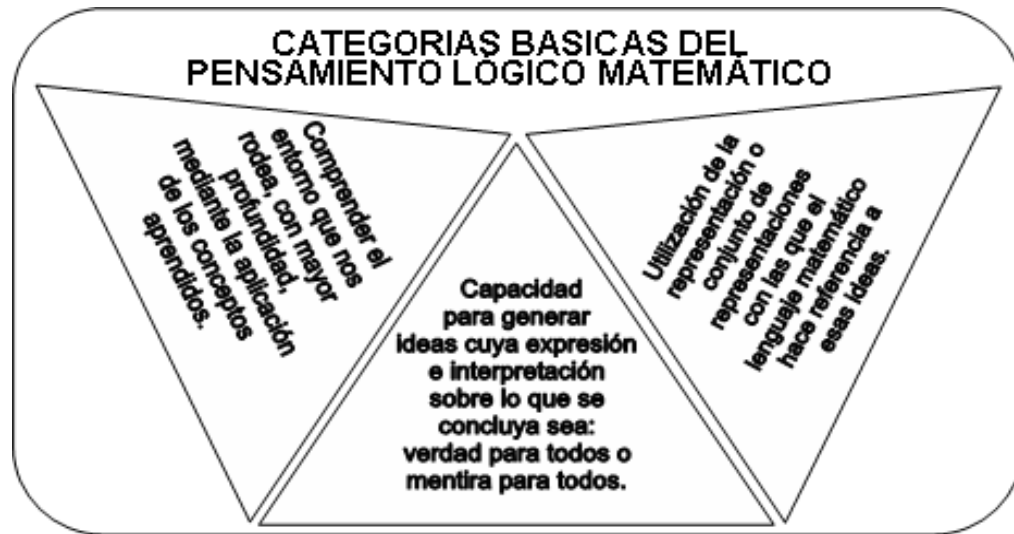 CATEGORIAS BASICAS DEL
PENSAMIENTO LÓGICO MATEMÁTICO
Comprender el
entorno que nos
rodea, con mayor
profundidad,
mediante la aplicación
de los conceptos
aprendidos.
Capacidad
para generar
ideas cuya expresión
e interpretación
sobre lo que se
concluya sea:
verdad para todos o
mentira para todos.
Utilización de la
representación o
conjunto de
representaciones
con las que el
lenguaje matemático
hace referencia a
esas ideas.